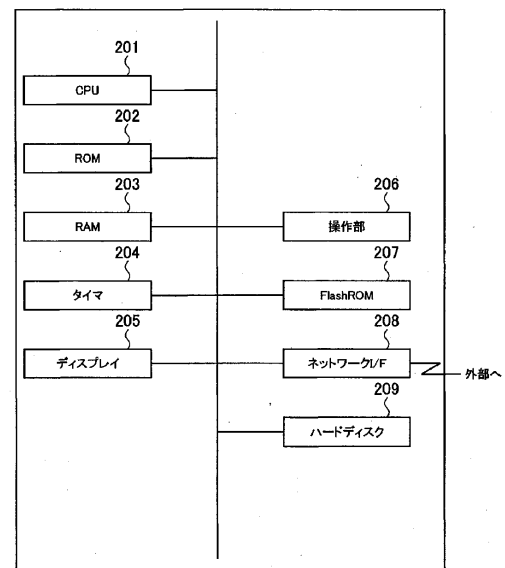 201
CPU
202
ROM
203
RAM
204
タイマ
205
ディスプレイ
206
操作部
207
FlashROM
208
ネットワークI/F
外部へ
209
ハードディスク